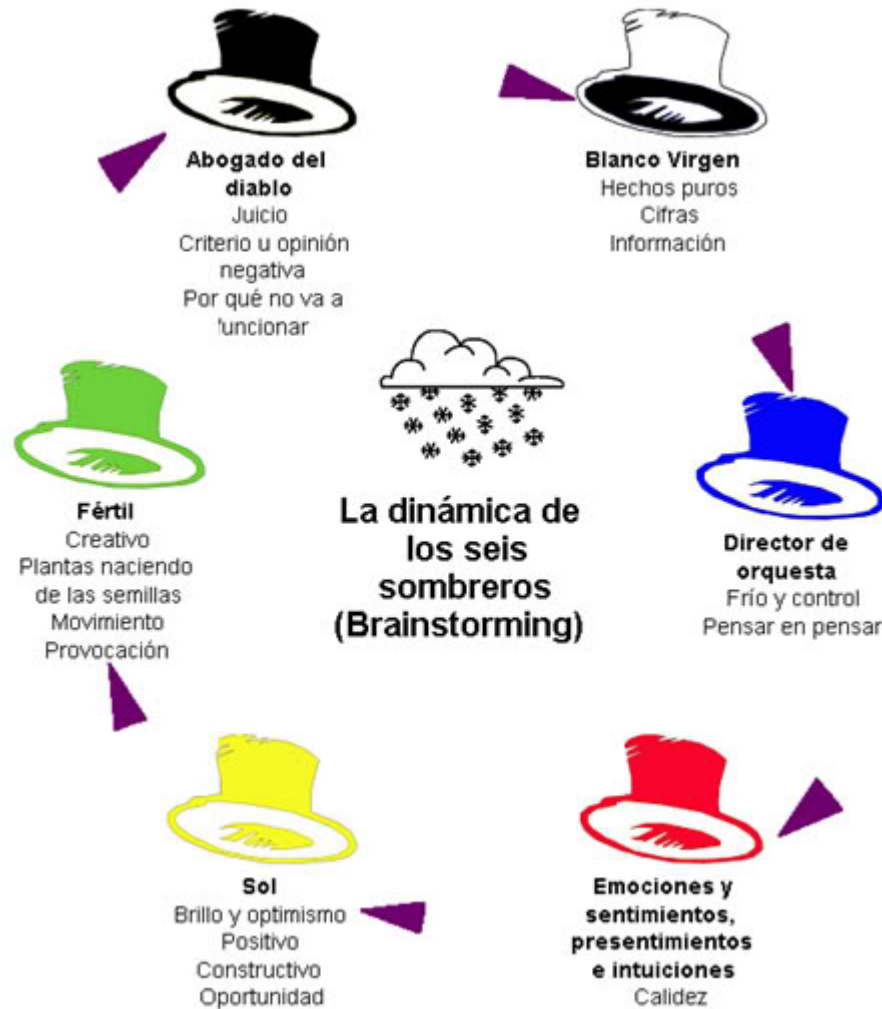 Abogado del
diablo
Juicio
Criterio u opinión
negativa
Por qué no va a
funcionar
Blanco Virgen
Hechos puros
Cifras
Información
Fértil
Creativo
Plantas naciendo
de las semillas
Movimiento
Provocación
La dinámica de
los seis
sombreros
(Brainstorming)
Director de
orquesta
Frío y control
Pensar en pensar
Sol
Brillo y optimismo
Positivo
Constructivo
Oportunidad
Emociones y
sentimientos,
presentimientos
e intuiciones
Calidez